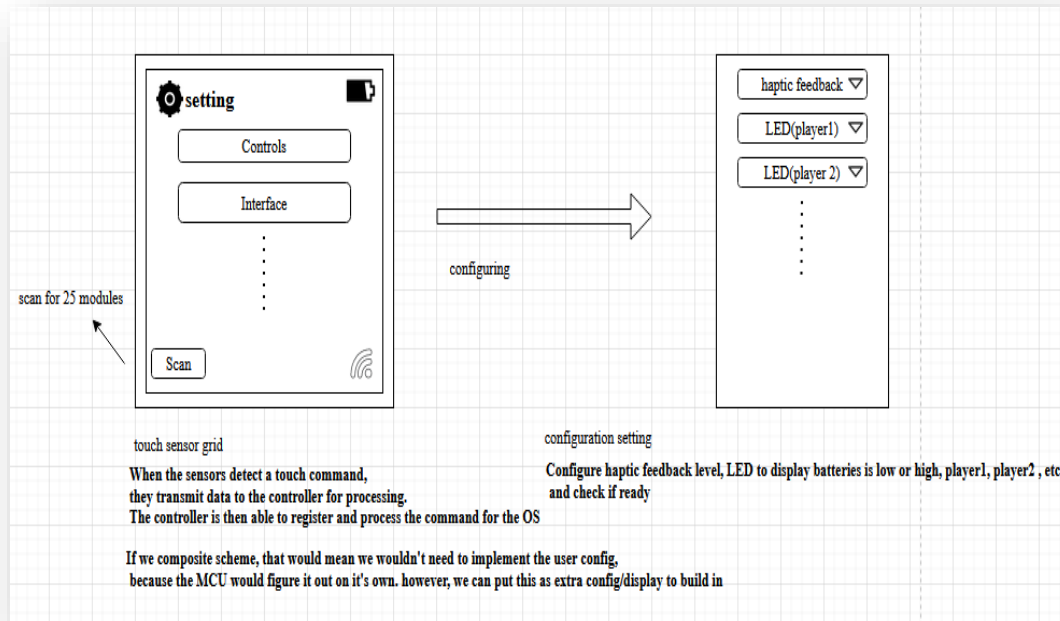 setting
Controls
Interface
Scan
scan for 25 modules
configuring
haptic feedback
LED(player1)
LED(player 2)
touch sensor grid
When the sensors detect a touch command,
they transmit data to the controller for processing.
The controller is then able to register and process the command for the OS
If we composite scheme, that would mean we wouldn't need to implement the user config,
because the MCU would figure it out on it's own. however, we can put this as extra config/display to build in
configuration setting
Configure haptic feedback level, LED to display batteries is low or high, player1, player2 , etc
and check if ready